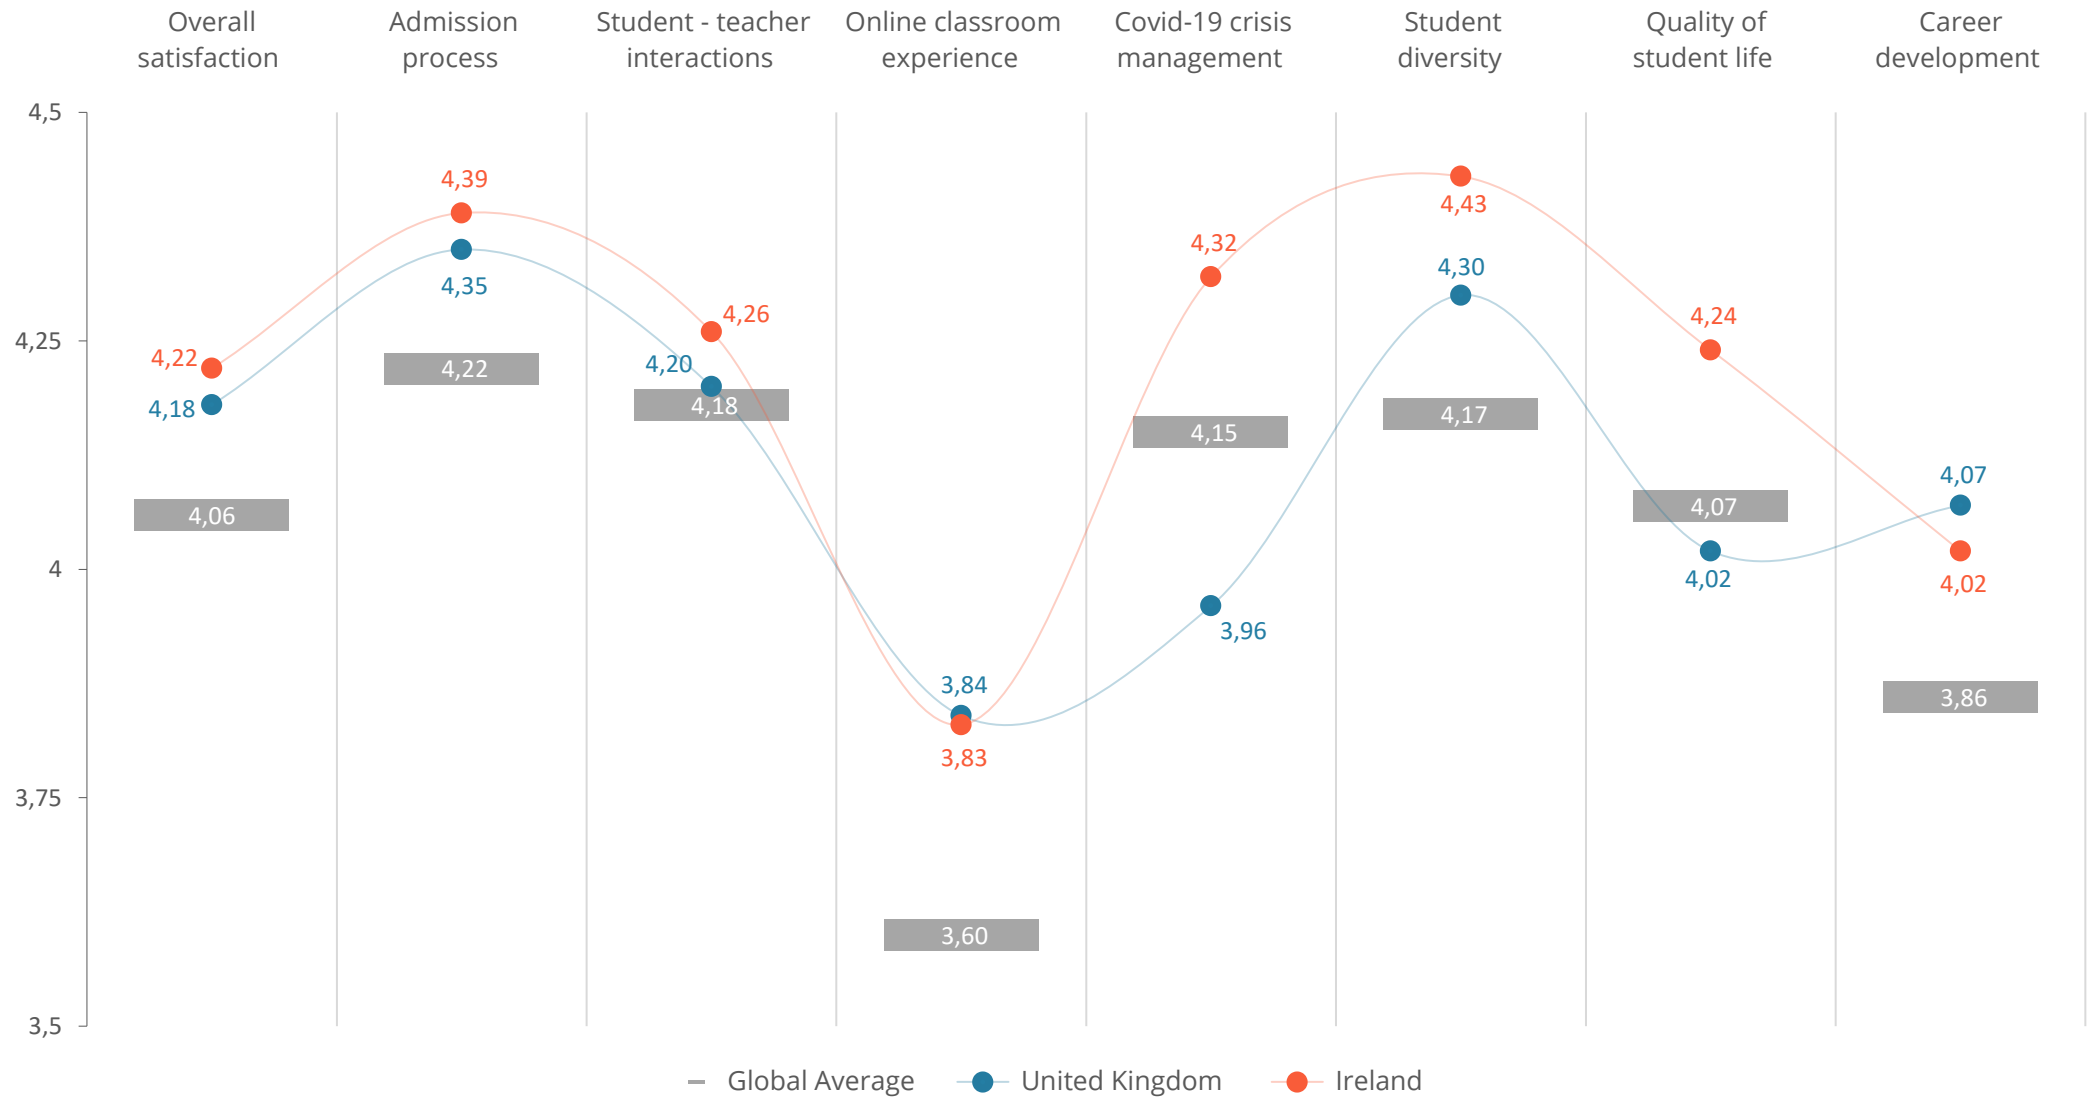 Overall
satisfaction
Admission
process
Student - teacher
interactions
Online classroom
experience
Covid-19 crisis
management
Student
diversity
Quality of
student life
Career
development
4,5
4,25
4
3,75
3,5
4,22
4,18
4,06
4,39
4,35
4,22
4,26
4,20
4,18
3,84
3,83
3,60
4,32
4,15
3,96
4,43
4,30
4,17
4,24
4,07
4,02
4,07
4,02
3,86
Global Average
United Kingdom
Ireland